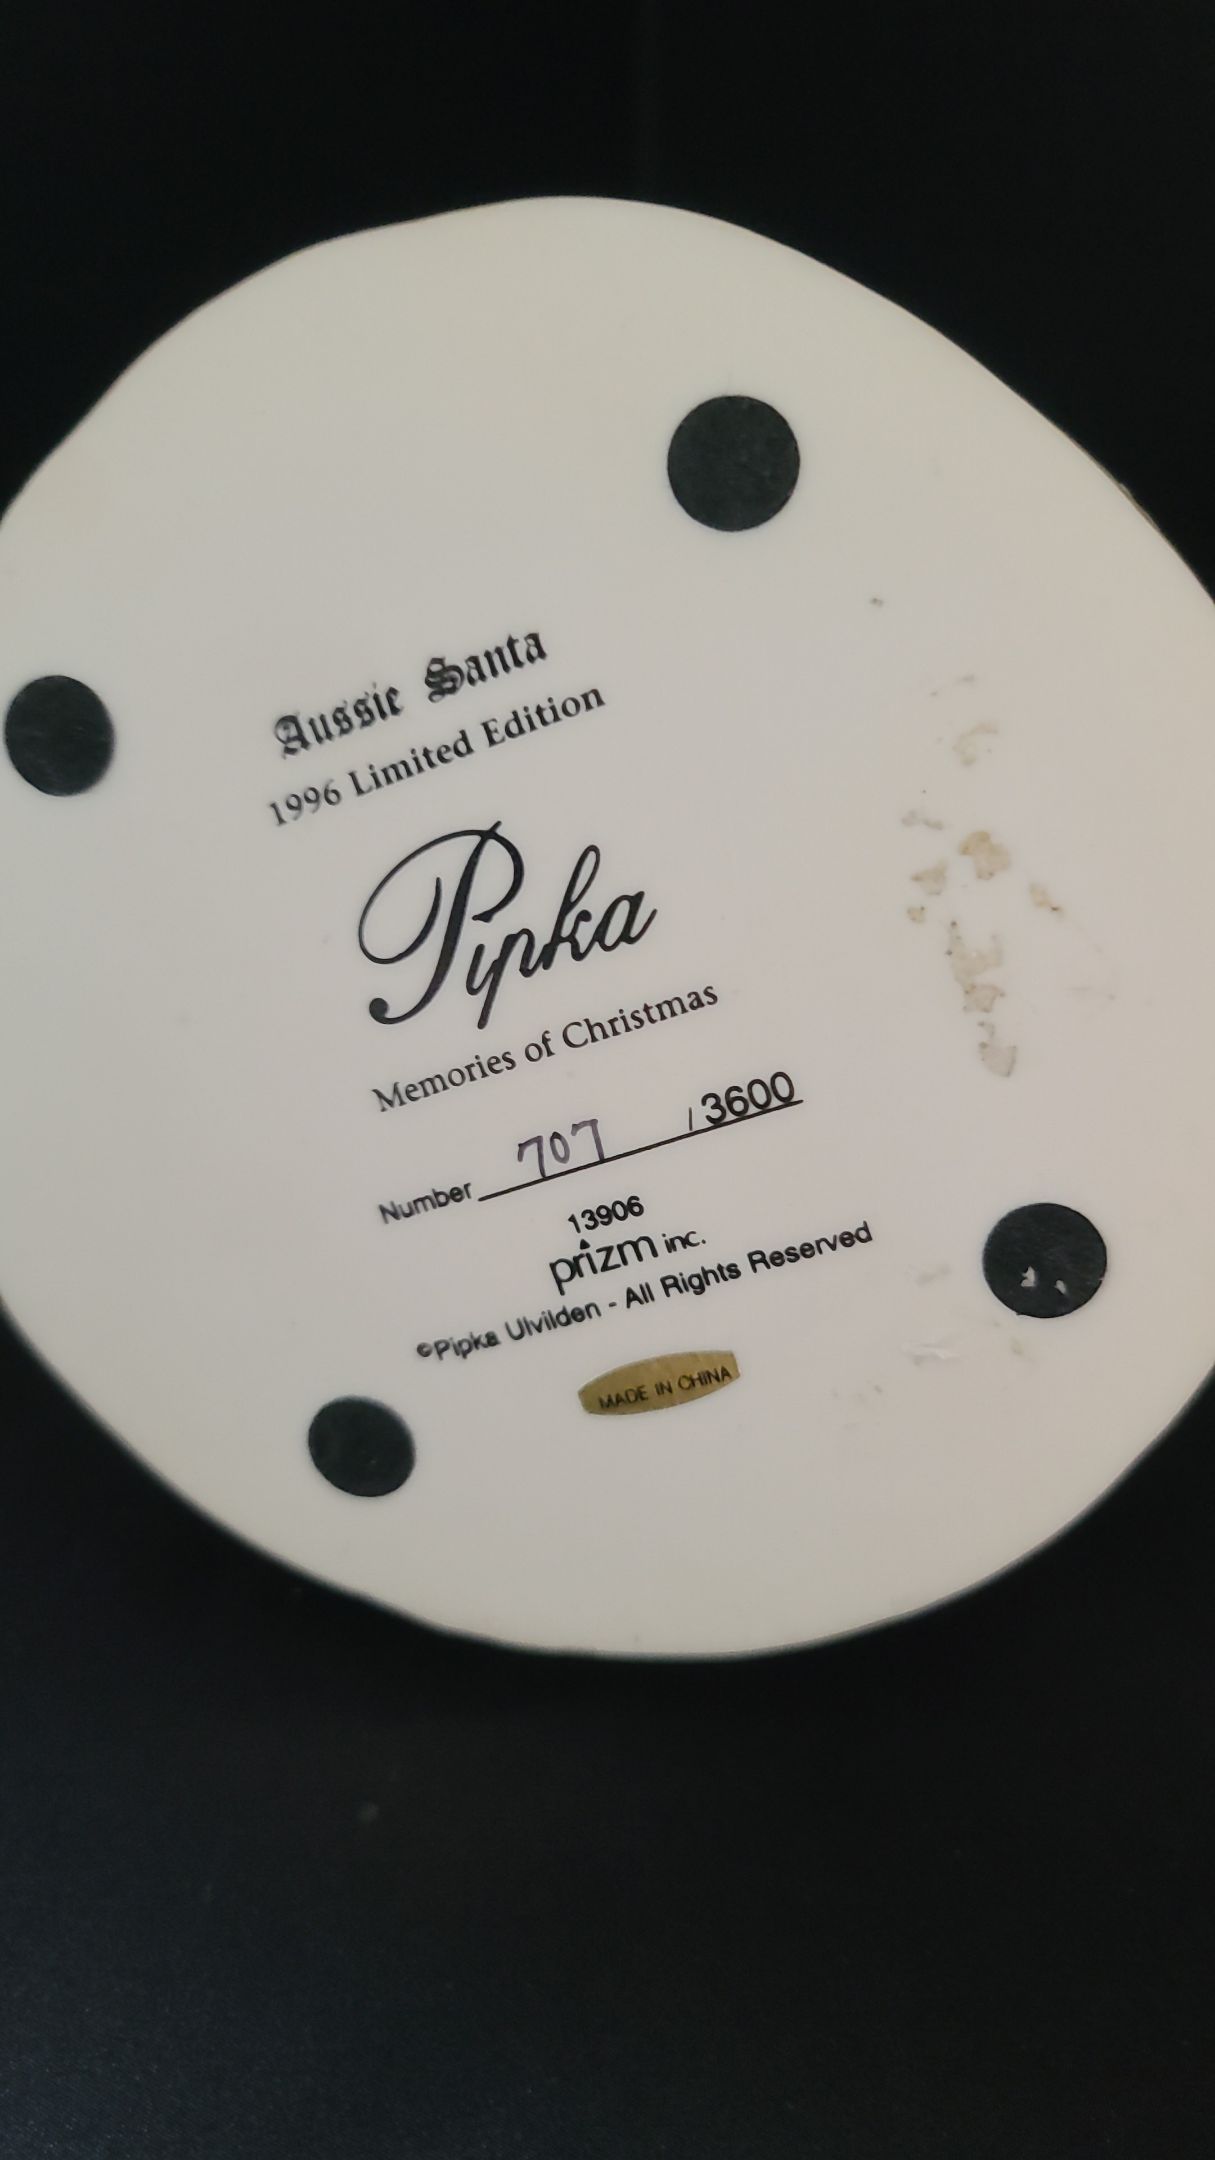 Aussie Santa
1996 Limited Edition
Pipka
Memories of Christmas
Number 707 / 3600
13906
prizm inc.
©Pipka Ulvilden - All Rights Reserved
MADE IN CHINA